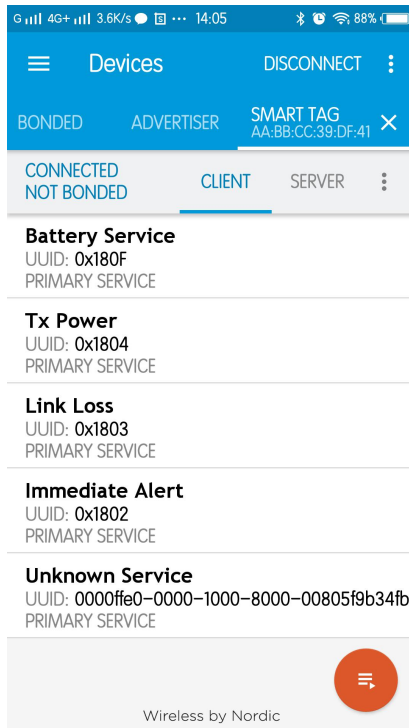 G 4G+ 3.6K/s S ··· 14:05 88%
Devices DISCONNECT
BONDED ADVERTISER SMART TAG
AA:BB:CC:39:DF:41
CONNECTED
NOT BONDED CLIENT SERVER
Battery Service
UUID: 0x180F
PRIMARY SERVICE
Tx Power
UUID: 0x1804
PRIMARY SERVICE
Link Loss
UUID: 0x1803
PRIMARY SERVICE
Immediate Alert
UUID: 0x1802
PRIMARY SERVICE
Unknown Service
UUID: 0000ffe0-0000-1000-8000-00805f9b34fb
PRIMARY SERVICE
Wireless by Nordic